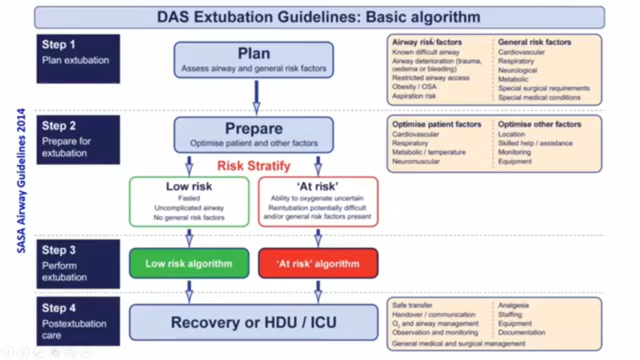 DAS Extubation Guidelines: Basic algorithm
SASA Airway Guidelines 2014
Step 1
Plan extubation
Plan
Assess airway and general risk factors
Airway risk factors
Known difficult airway
Airway deterioration (trauma,
oedema or bleeding)
Restricted airway access
Obesity / OSA
Aspiration risk
General risk factors
Cardiovascular
Respiratory
Neurological
Metabolic
Special surgical requirements
Special medical conditions
Step 2
Prepare for
extubation
Prepare
Optimise patient and other factors
Optimise patient factors
Cardiovascular
Respiratory
Metabolic / temperature
Neuromuscular
Optimise other factors
Location
Skilled help / assistance
Monitoring
Equipment
Risk Stratify
Low risk
Fasted
Uncomplicated airway
No general risk factors
'At risk'
Ability to oxygenate uncertain
Reintubation potentially difficult
and/or general risk factors present
Step 3
Perform
extubation
Low risk algorithm
'At risk' algorithm
Step 4
Postextubation
care
Recovery or HDU / ICU
Safe transfer
Handover / communication
O₂ and airway management
Observation and monitoring
General medical and surgical management
Analgesia
Staffing
Equipment
Documentation